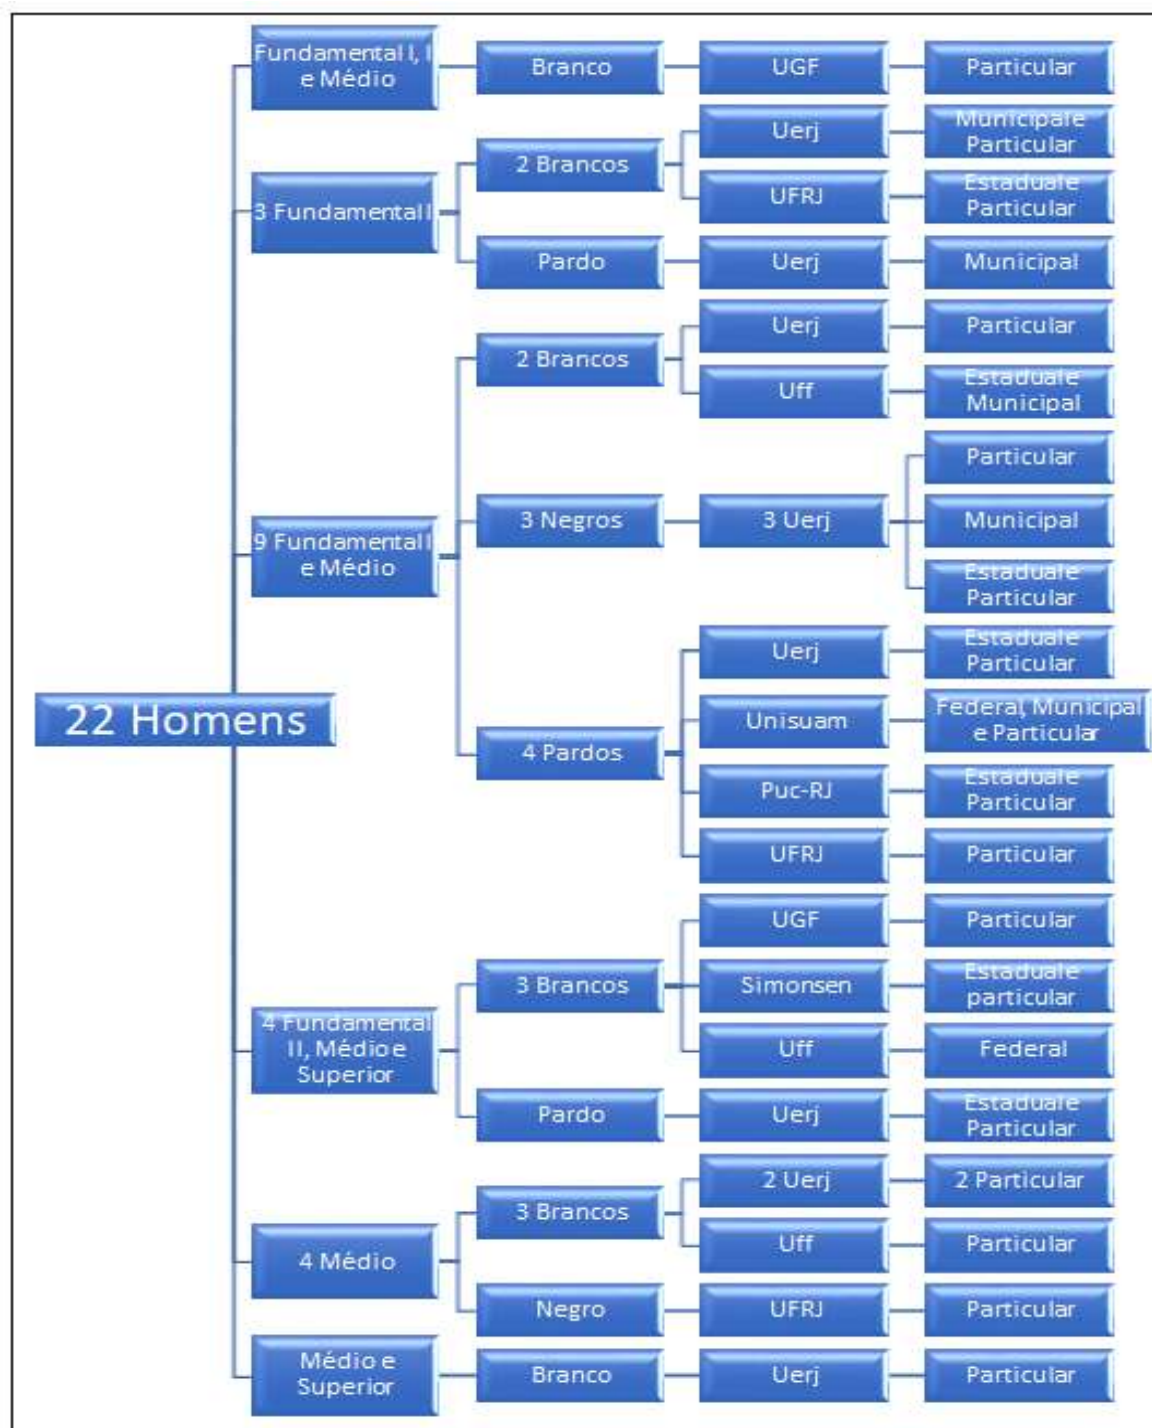 Fundamental I, I
e Médio
Branco
UGF
Particular
3 Fundamental I
2 Brancos
Uerj
Municipal e
Particular
UFRJ
Estadual e
Particular
Pardo
Uerj
Municipal
9 Fundamental I
e Médio
2 Brancos
Uerj
Particular
Uff
Estadual e
Municipal
3 Negros
3 Uerj
Particular
Municipal
Estadual e
Particular
22 Homens
4 Pardos
Uerj
Estadual e
Particular
Unisuam
Federal, Municipal
e Particular
Puc-RJ
Estadual e
Particular
UFRJ
Particular
4 Fundamental
II, Médio e
Superior
3 Brancos
UGF
Particular
Simonsen
Estadual e
particular
Uff
Federal
Pardo
Uerj
Estadual e
Particular
4 Médio
3 Brancos
2 Uerj
2 Particular
Uff
Particular
Negro
UFRJ
Particular
Médio e
Superior
Branco
Uerj
Particular